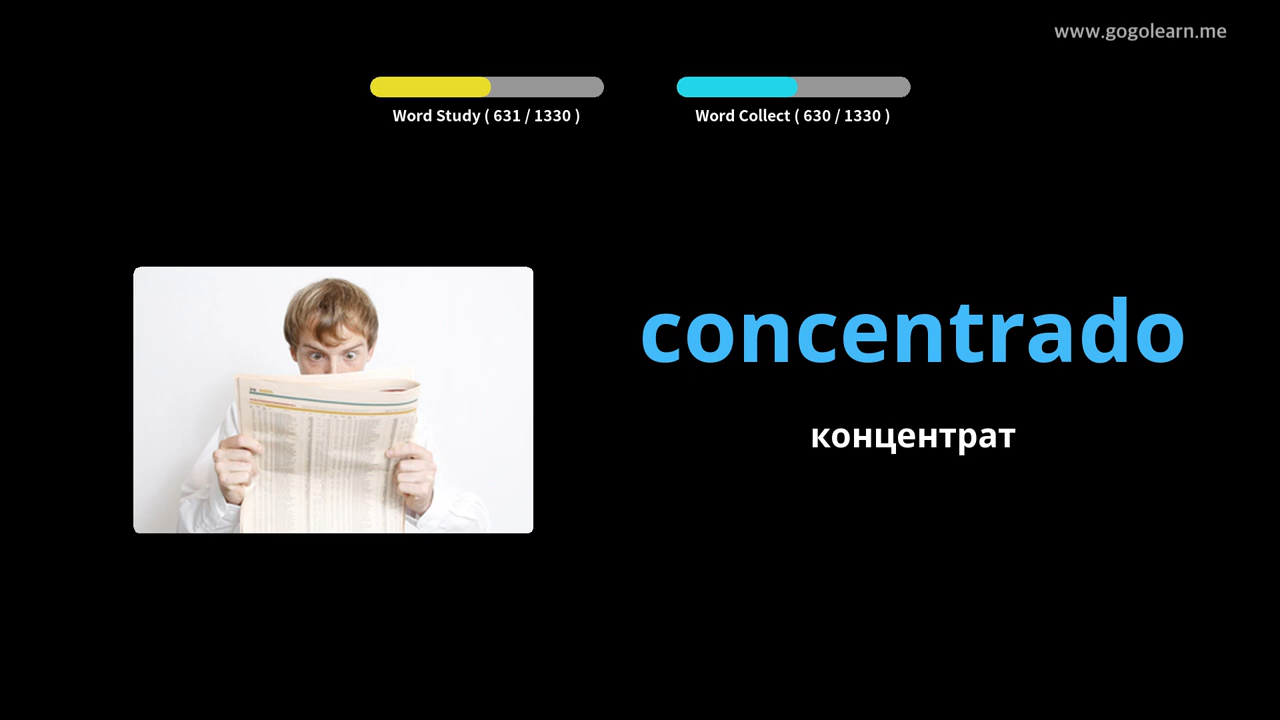 www.gogolearn.me
Word Study ( 631 / 1330 )
Word Collect ( 630 / 1330 )
concentrado
концентрат